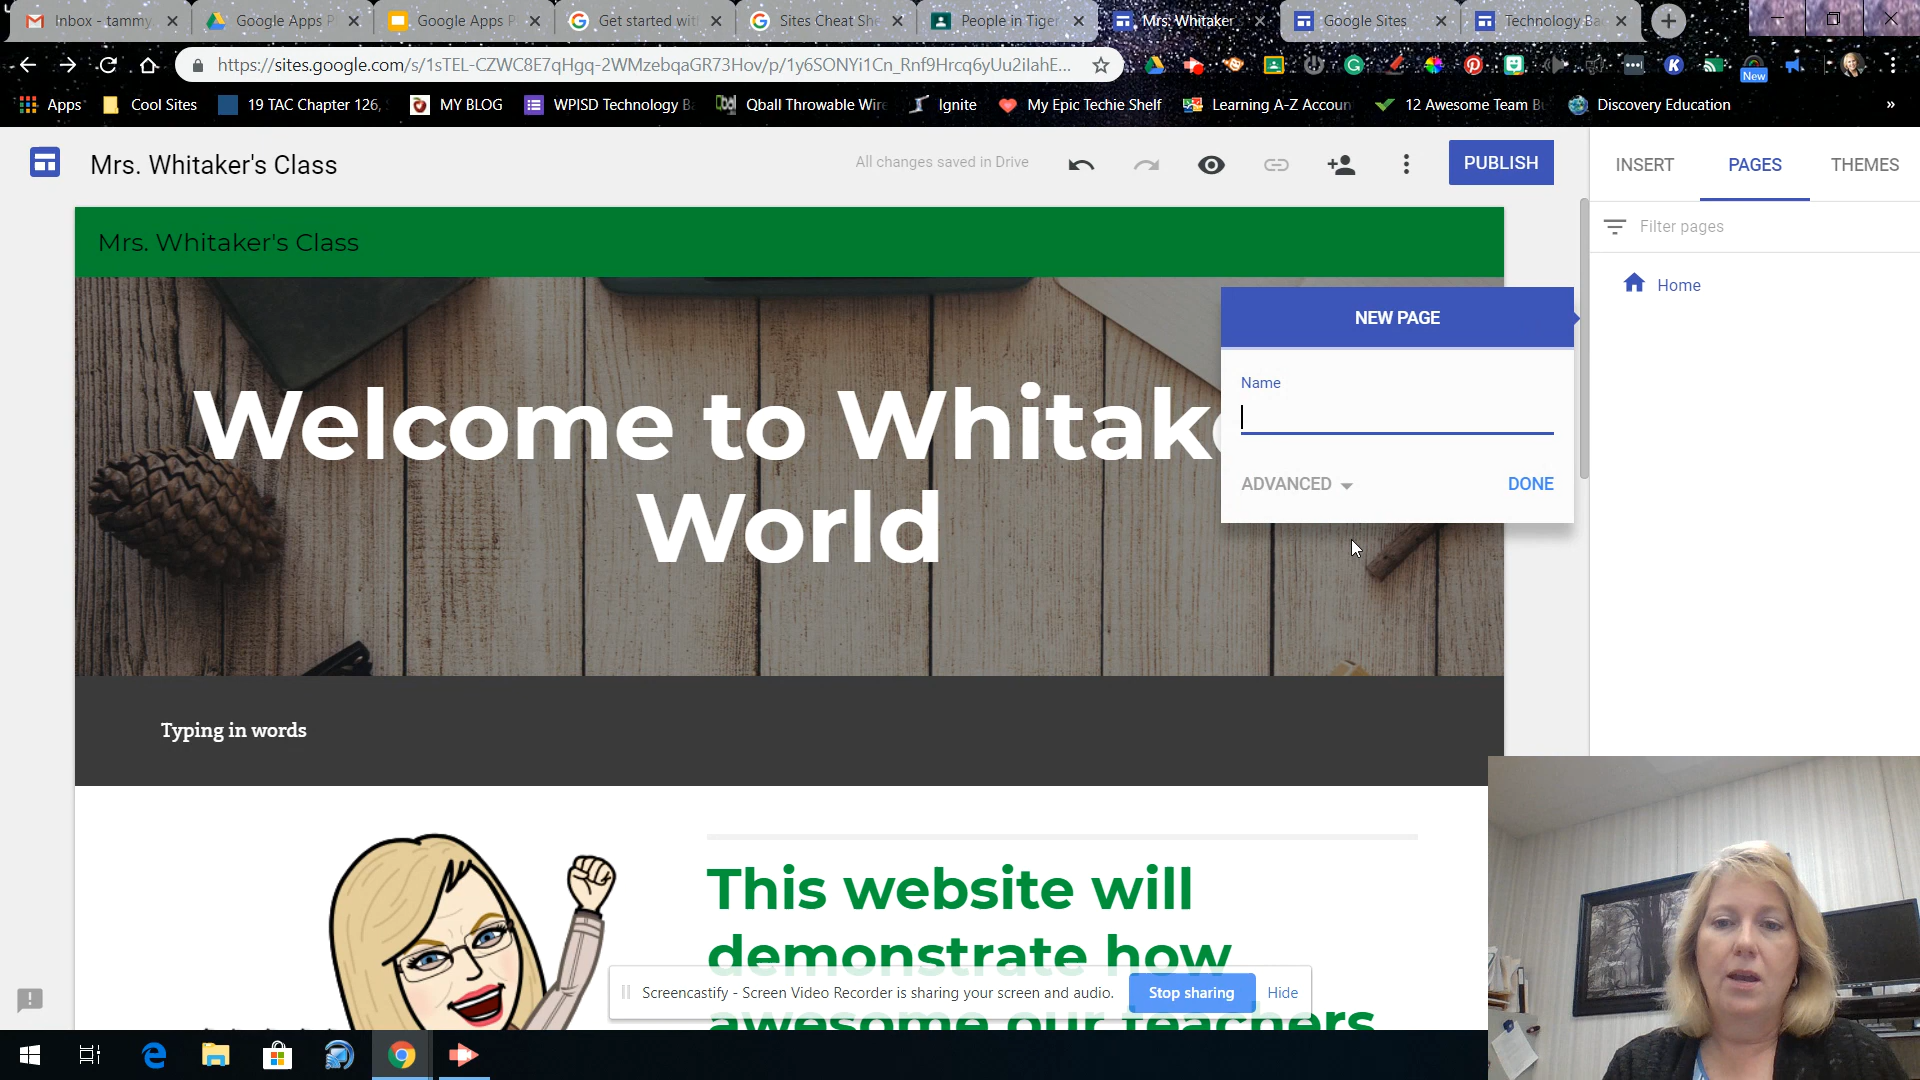 Inbox - tammy
Google Apps P
Google Apps P
Get started wit
Sites Cheat She
People in Tiger
Mrs. Whitaker
Google Sites
Technology Ba
https://sites.google.com/s/1sTEL-CZWC8E7qHgq-2WMzebqaGR73Hov/p/1y6SONYi1Cn_Rnf9Hrcq6yUu2ilahE...
New
Apps
Cool Sites
19 TAC Chapter 126,
MY BLOG
WPISD Technology B
Qball Throwable Wire
Ignite
My Epic Techie Shelf
Learning A-Z Accoun
12 Awesome Team B
Discovery Education
»
Mrs. Whitaker's Class
All changes saved in Drive
PUBLISH
INSERT
PAGES
THEMES
Filter pages
Home
Mrs. Whitaker's Class
NEW PAGE
Name
ADVANCED
DONE
Welcome to Whitake
World
Typing in words
This website will
demonstrate how
awesome our teachers
Screencastify - Screen Video Recorder is sharing your screen and audio.
Stop sharing
Hide